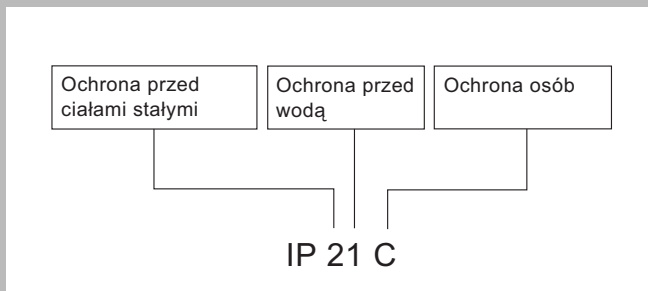 Ochrona przed
ciałami stałymi
Ochrona przed
wodą
Ochrona osób
IP 21 C